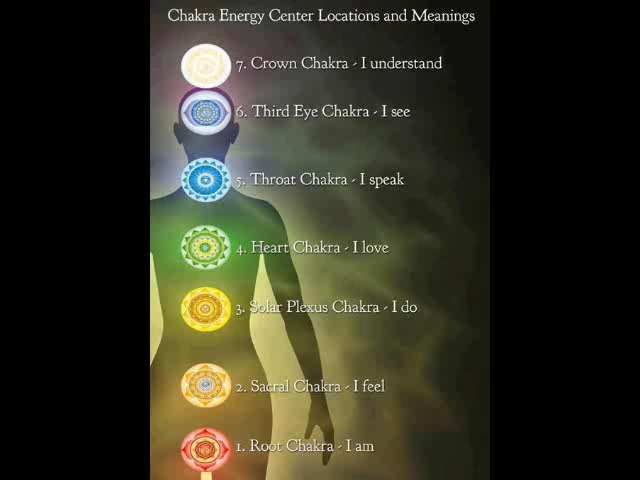 Chakra Energy Center Locations and Meanings
7. Crown Chakra - I understand
6. Third Eye Chakra - I see
5. Throat Chakra - I speak
4. Heart Chakra - I love
3. Solar Plexus Chakra - I do
2. Sacral Chakra - I feel
1. Root Chakra - I am